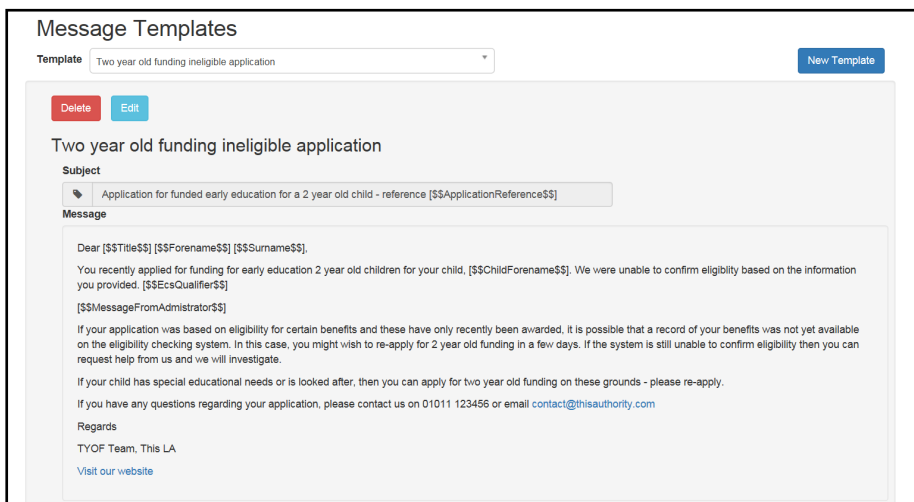 Message Templates
Template
Two year old funding ineligible application
New Template
Delete
Edit
Two year old funding ineligible application
Subject
Application for funded early education for a 2 year old child - reference [$$ApplicationReference$$]
Message
Dear [$$Title$$] [$$Forename$$] [$$Surname$$],
You recently applied for funding for early education 2 year old children for your child, [$$ChildForename$$]. We were unable to confirm eligiblity based on the information
you provided. [$$EcsQualifier$$]
[$$MessageFromAdmistrator$$]
If your application was based on eligibility for certain benefits and these have only recently been awarded, it is possible that a record of your benefits was not yet available
on the eligibility checking system. In this case, you might wish to re-apply for 2 year old funding in a few days. If the system is still unable to confirm eligibility then you can
request help from us and we will investigate.
If your child has special educational needs or is looked after, then you can apply for two year old funding on these grounds - please re-apply.
If you have any questions regarding your application, please contact us on 01011 123456 or email contact@thisauthority.com
Regards
TYOF Team, This LA
Visit our website